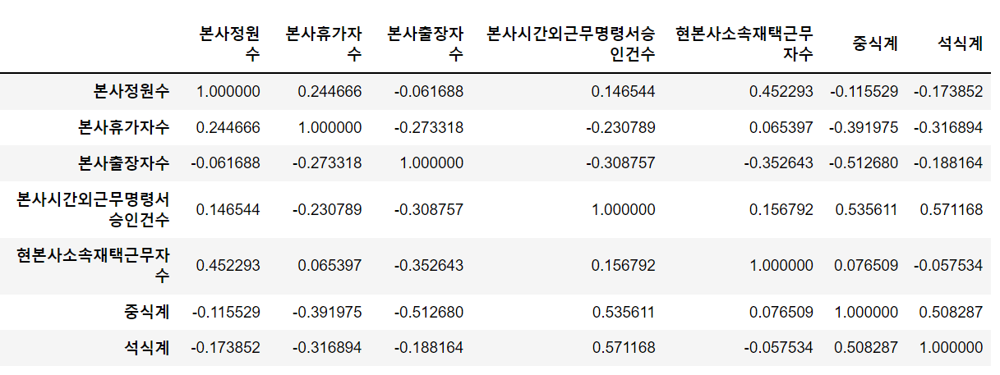 본사정원 본사휴가자 본사출장자 본사시간외근무명령서승 현본사소속재택근무 중식계 석식계
수 수 수 인건수 자수
본사정원수 1.000000 0.244666 -0.061688 0.146544 0.452293 -0.115529 -0.173852
본사휴가자수 0.244666 1.000000 -0.273318 -0.230789 0.065397 -0.391975 -0.316894
본사출장자수 -0.061688 -0.273318 1.000000 -0.308757 -0.352643 -0.512680 -0.188164
본사시간외근무명령서
승인건수 0.146544 -0.230789 -0.308757 1.000000 0.156792 0.535611 0.571168
현본사소속재택근무자
수 0.452293 0.065397 -0.352643 0.156792 1.000000 0.076509 -0.057534
중식계 -0.115529 -0.391975 -0.512680 0.535611 0.076509 1.000000 0.508287
석식계 -0.173852 -0.316894 -0.188164 0.571168 -0.057534 0.508287 1.000000